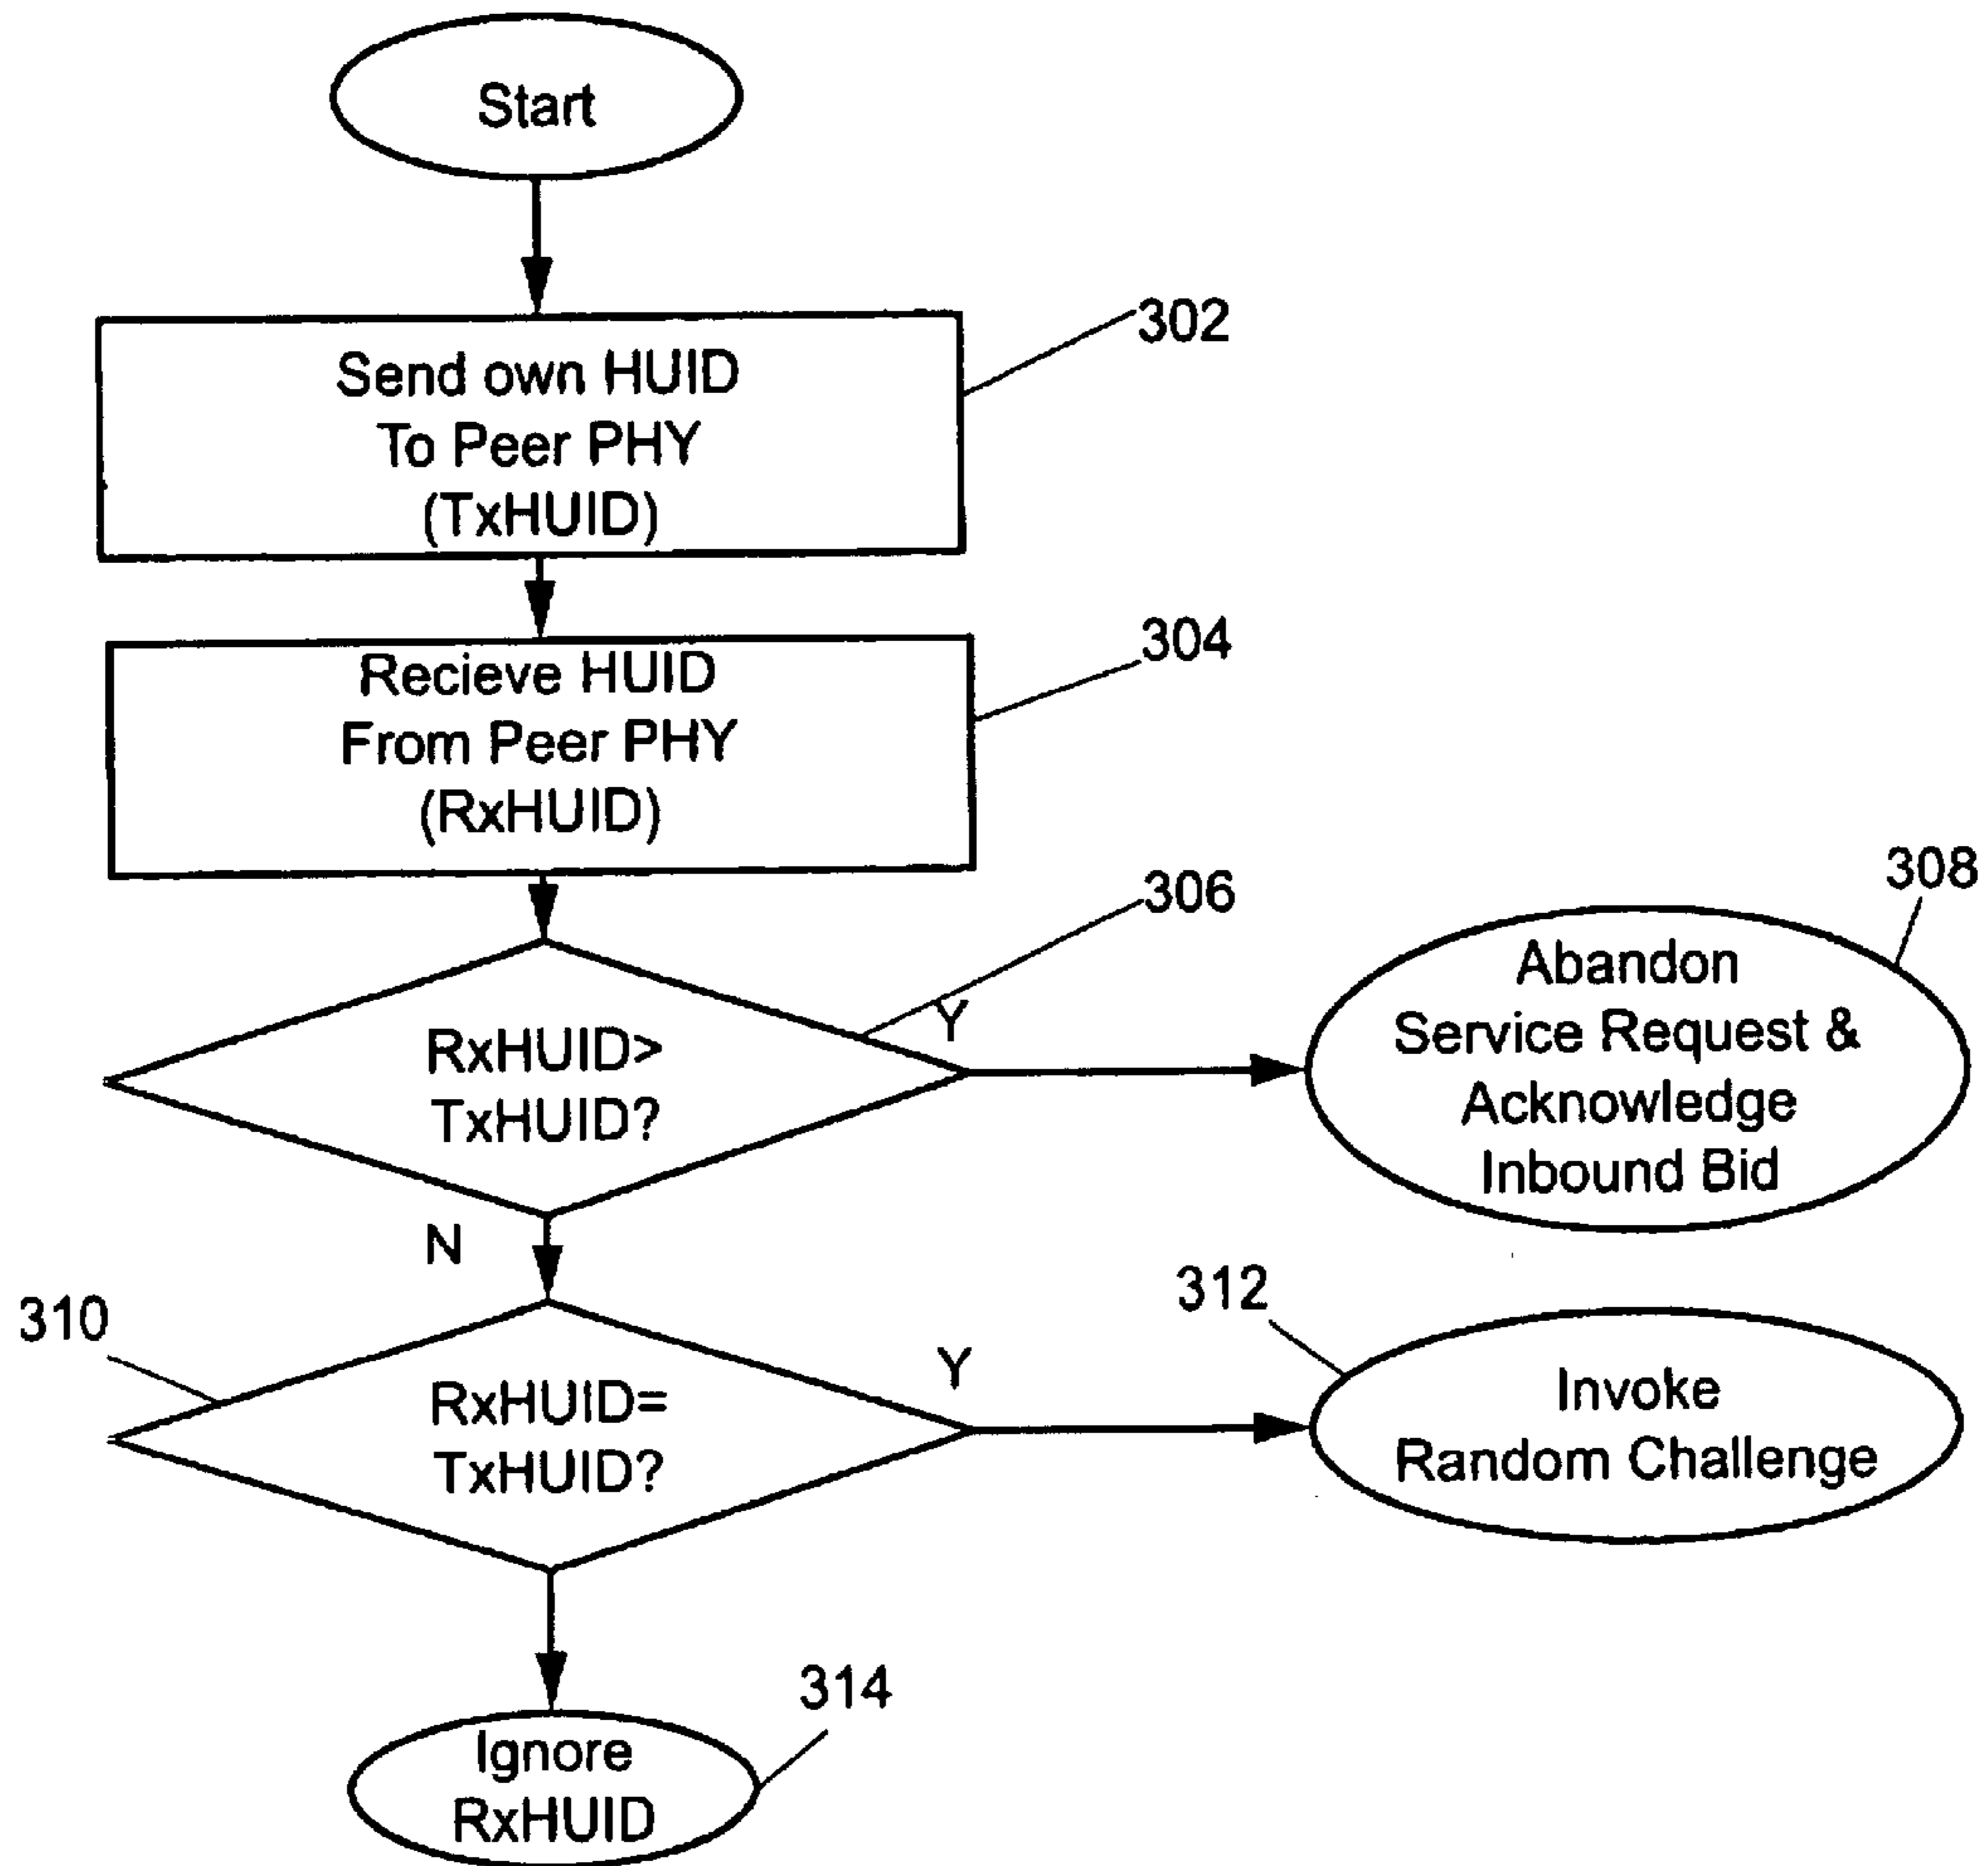 Start
302
Send own HUID
To Peer PHY
(TxHUID)
304
Recieve HUID
From Peer PHY
(RxHUID)
306
308
Y
RxHUID>
TxHUID?
Abandon
Service Request &
Acknowledge
Inbound Bid
N
310
312
Y
RxHUID=
TxHUID?
Invoke
Random Challenge
314
Ignore
RxHUID